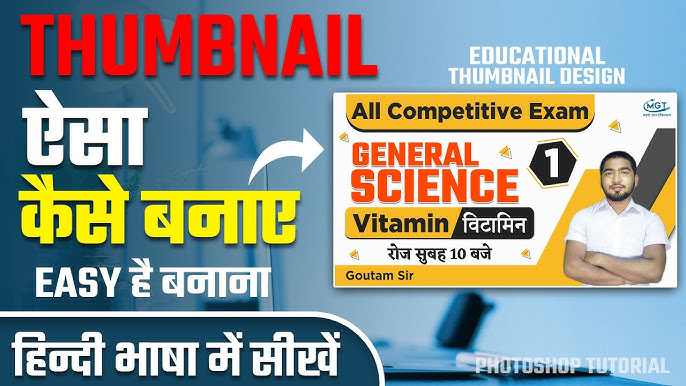 THUMBNAIL
ऐसा
कैसे बनाए
EASY है बनाना
हिन्दी भाषा में सीखें
EDUCATIONAL
THUMBNAIL DESIGN
All Competitive Exam
MGT
GENERAL
SCIENCE
1
Vitamin विटामिन
रोज सुबह 10 बजे
Goutam Sir
PHOTOSHOP TUTORIAL